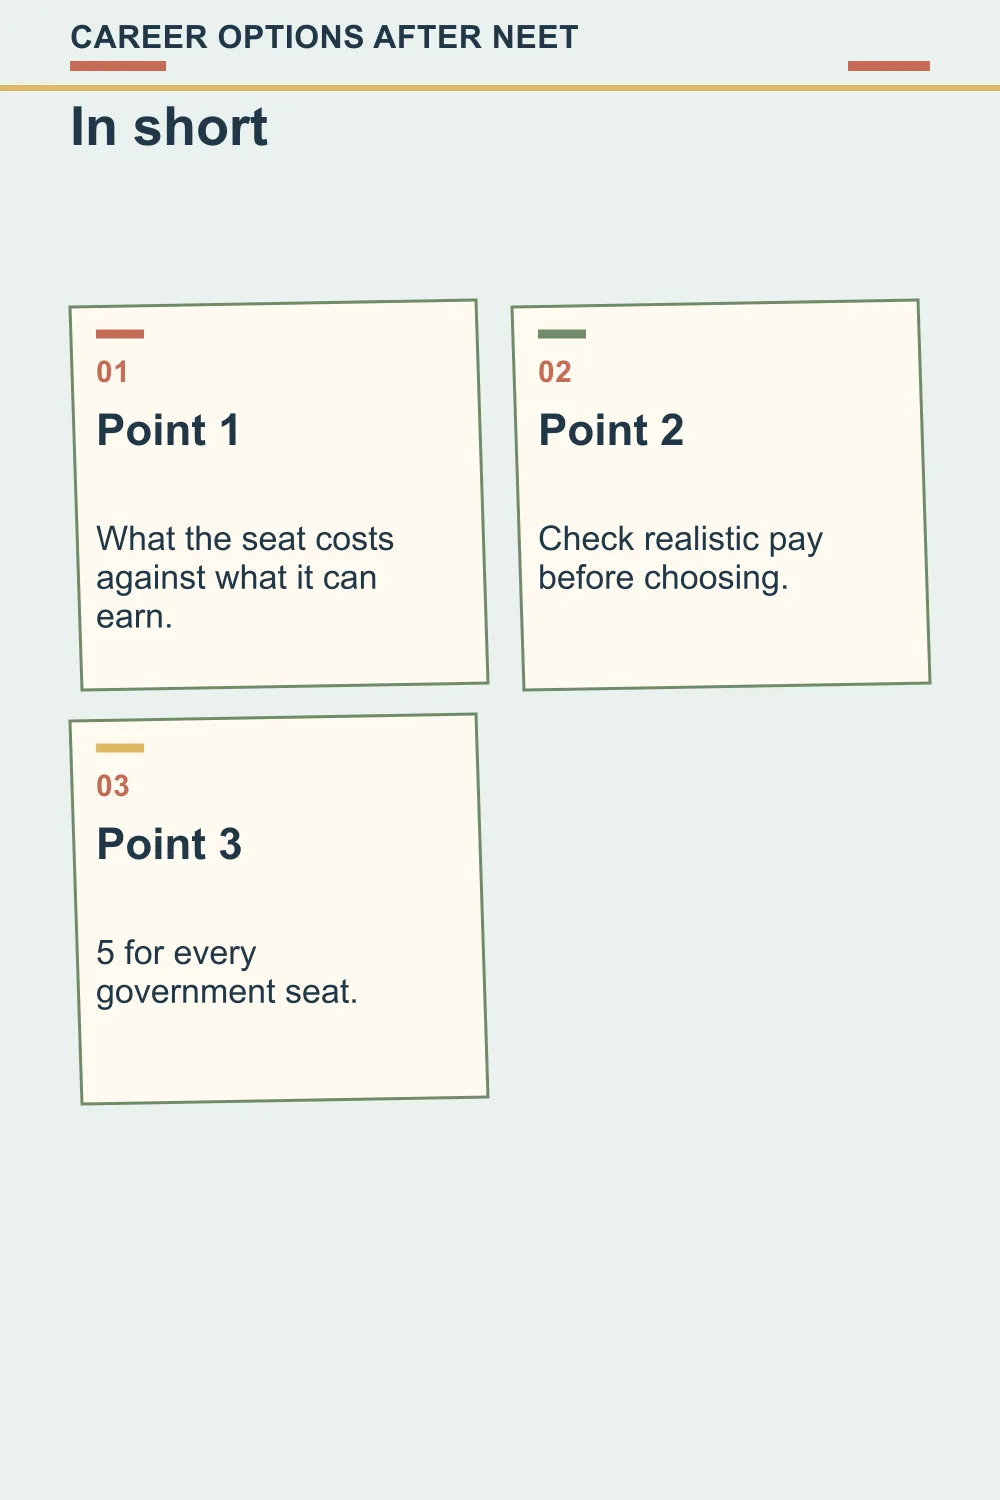 CAREER OPTIONS AFTER NEET
In short
01
Point 1
What the seat costs
against what it can
earn.
02
Point 2
Check realistic pay
before choosing.
03
Point 3
5 for every
government seat.